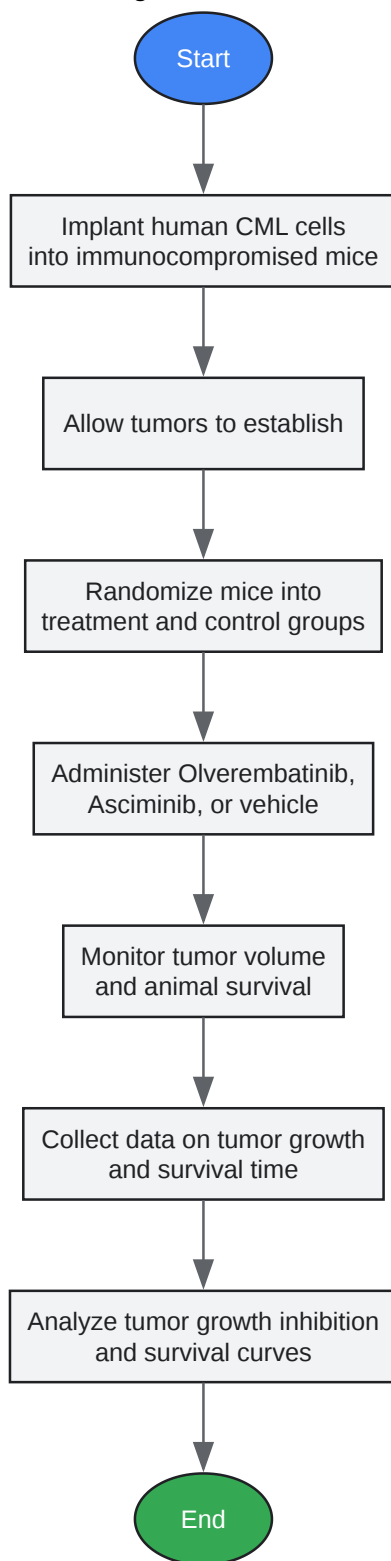 Start
Implant human CML cells
into immunocompromised mice
Allow tumors to establish
Randomize mice into
treatment and control groups
Administer Olverembatinib,
Asciminib, or vehicle
Monitor tumor volume
and animal survival
Collect data on tumor growth
and survival time
Analyze tumor growth inhibition
and survival curves
End